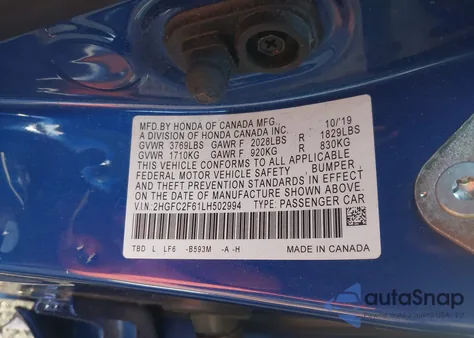 MFD.BY HONDA OF CANADA MFG., 10/'19
A DIVISION OF HONDA CANADA INC.
GVWR 3769LBS GAWR F 2028LBS R 1829LBS
GVWR 1710KG GAWR F 920KG R 830KG
THIS VEHICLE CONFORMS TO ALL APPLICABLE
FEDERAL MOTOR VEHICLE SAFETY, BUMPER,
AND THEFT PREVENTION STANDARDS IN EFFECT
ON THE DATE OF MANUFACTURE SHOWN ABOVE.
V.I.N.:2HGFC2F61LH502994 TYPE: PASSENGER CAR
TBD L LF6 -B593M -A -H MADE IN CANADA
autoSnap